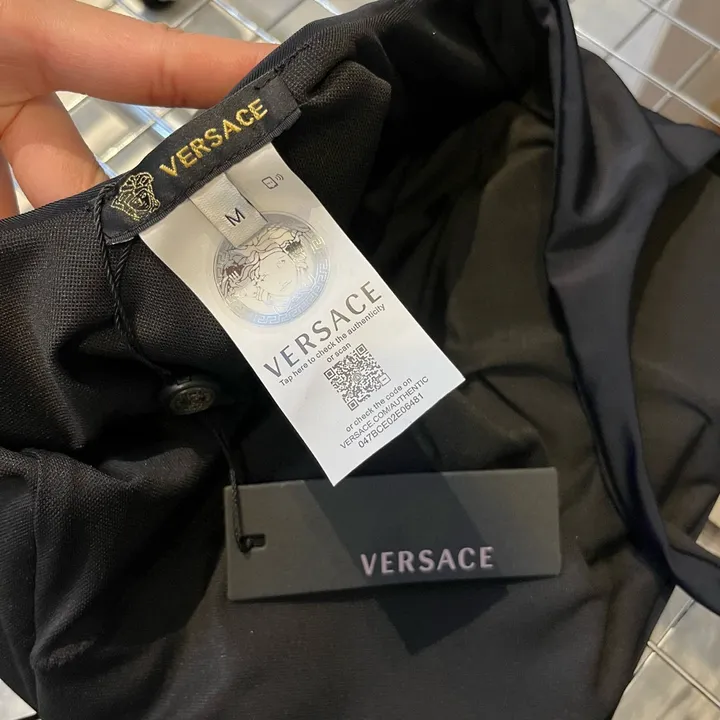 VERSACE
M
VERSACE
Tap here to check the authenticity
or scan
or check the code on
VERSACE.COM/AUTHENTIC
047BCE02E06481
VERSACE